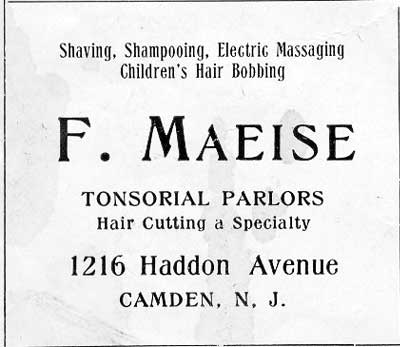 Shaving, Shampooing, Electric Massaging
Children's Hair Bobbing
F. MAEISE
TONSORIAL PARLORS
Hair Cutting a Specialty
1216 Haddon Avenue
CAMDEN, N. J.